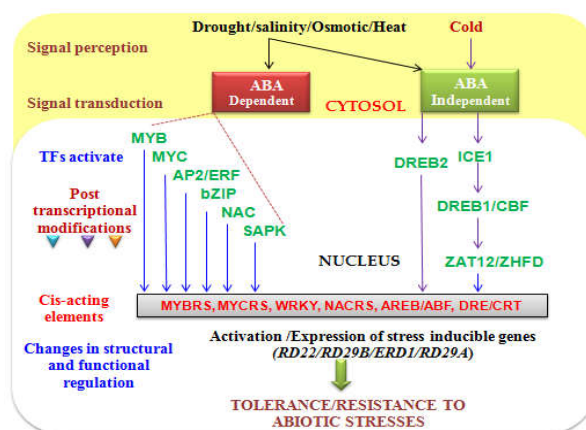 Drought/salinity/Osmotic/Heat
Cold
Signal perception
ABA
Dependent
ABA
Independent
Signal transduction
CYTOSOL
MYB
MYC
AP2/ERF
bZIP
NAC
SAPK
TFs activate
DREB2
ICE1
DREB1/CBF
ZAT12/ZHFD
Post
transcriptional
modifications
NUCLEUS
Cis-acting
elements
MYBRS, MYCRS, WRKY, NACRS, AREB/ABF, DRE/CRT
Changes in structural
and functional
regulation
Activation /Expression of stress inducible genes
(RD22/RD29B/ERD1/RD29A)
TOLERANCE/RESISTANCE TO
ABIOTIC STRESSES